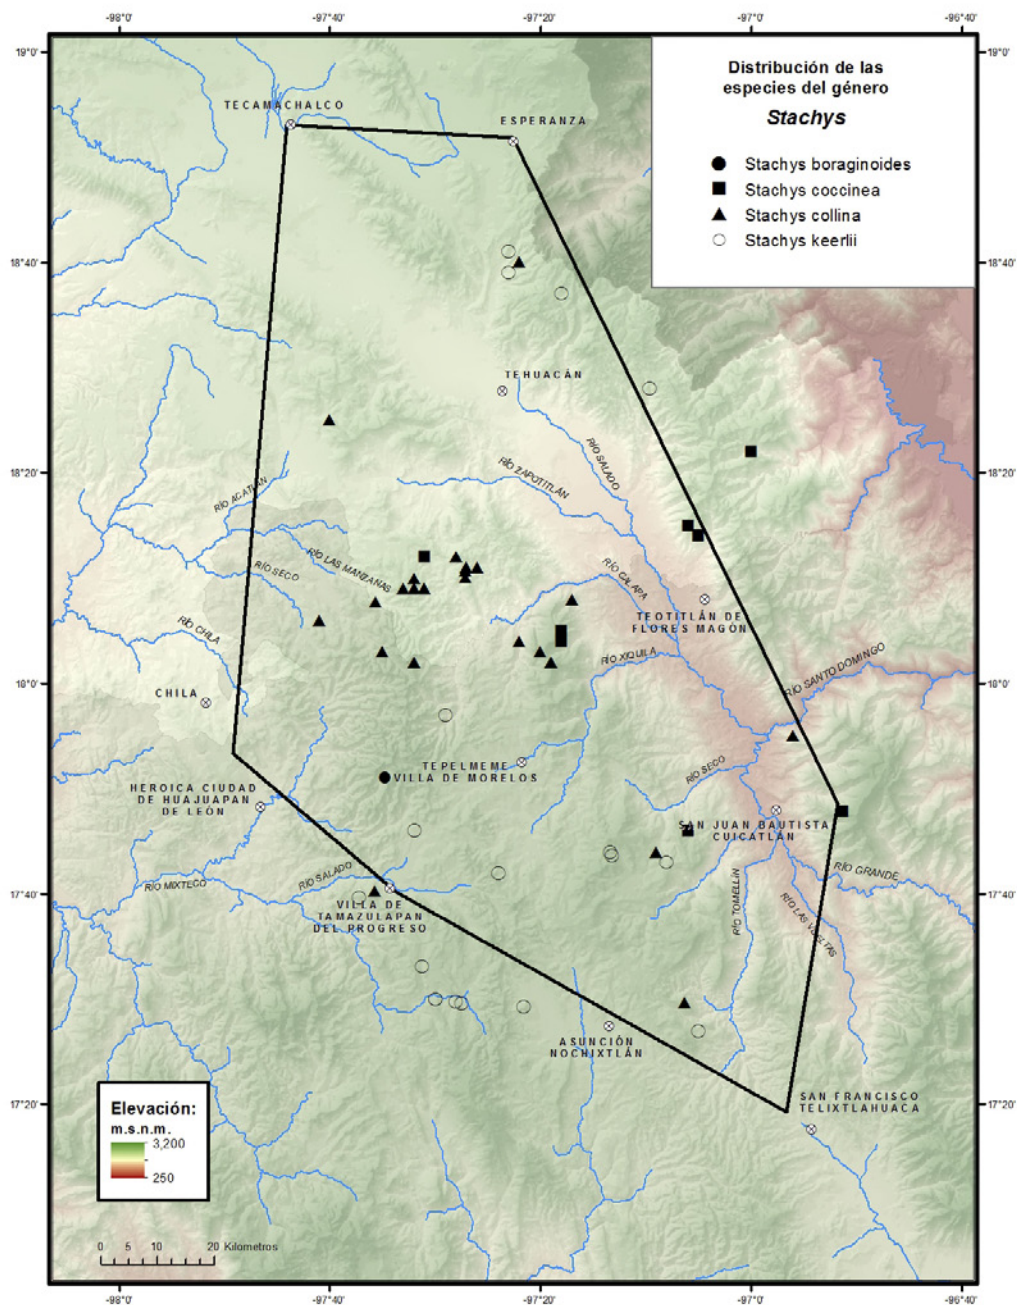 -98°0' -97°40' -97°20' -97°0' -96°40'
19°0' 19°0'
Distribución de las
especies del género
Stachys
Stachys boraginoides
Stachys coccinea
Stachys collina
Stachys keerlii
TECAMACHALCO
ESPERANZA
18°40' 18°40'
TEHUACÁN
RÍO SALADO
RÍO ZAPOTITLÁN
18°20' 18°20'
RÍO ACATLÁN
RÍO LAS MANZANAS
RÍO SECO
RÍO CALAPA
TEOTITLÁN DE
FLORES MAGÓN
RÍO CHILA
RÍO XIQUILA
RÍO SANTO DOMINGO
18°0' 18°0'
CHILA
TEPELMEME
VILLA DE MORELOS
RÍO SECO
HEROICA CIUDAD
DE HUAJUAPAN
DE LEÓN
SAN JUAN BAUTISTA
CUICATLÁN
RÍO GRANDE
RÍO SALADO
RÍO MIXTECO
17°40' 17°40'
VILLA DE
TAMAZULAPAN
DEL PROGRESO
RÍO TOMELLÍN
RÍO LAS VUELTAS
ASUNCIÓN
NOCHIXTLÁN
SAN FRANCISCO
TELIXTLAHUACA
17°20' 17°20'
Elevación:
m.s.n.m.
3,200
250
0 5 10 20 Kilometros
-98°0' -97°40' -97°20' -97°0' -96°40'